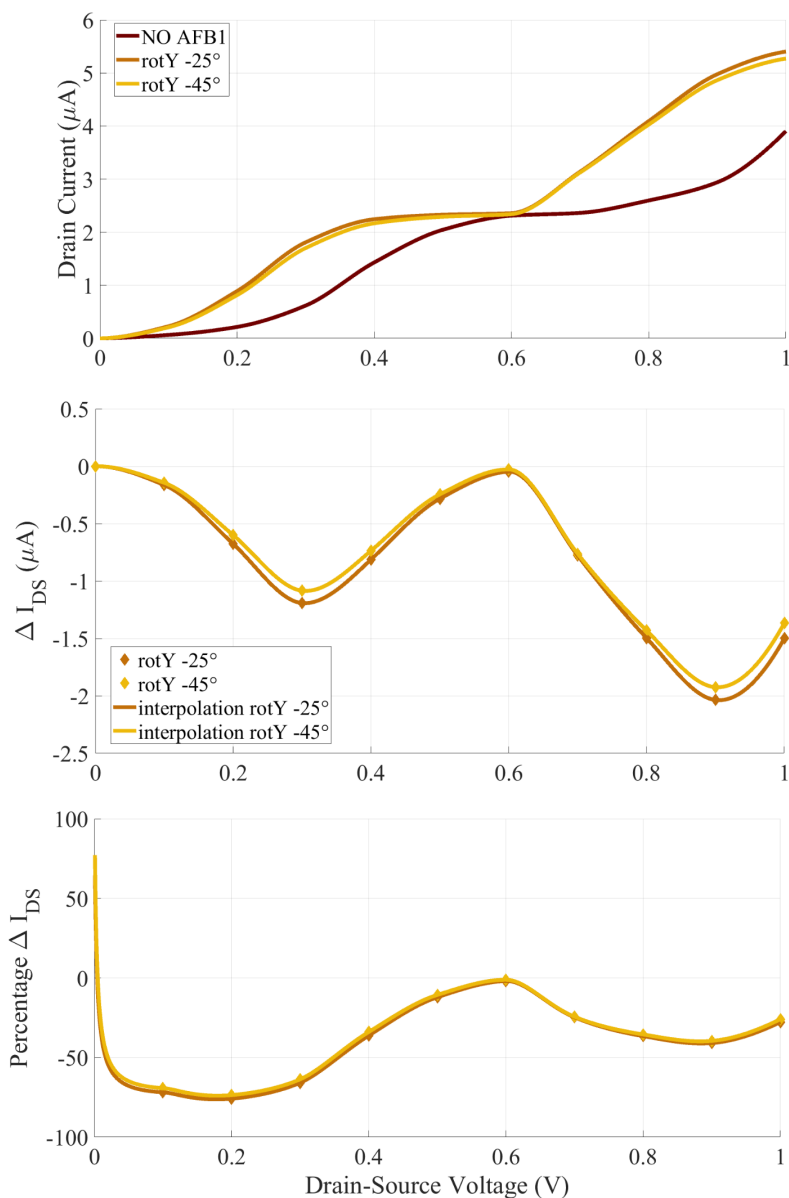 6
5
4
3
2
1
0
Drain Current (μA)
NO AFB1
rotY -25°
rotY -45°
0 0.2 0.4 0.6 0.8 1
0.5
0
-0.5
-1
-1.5
-2
-2.5
Δ I_DS (μA)
rotY -25°
rotY -45°
interpolation rotY -25°
interpolation rotY -45°
0 0.2 0.4 0.6 0.8 1
100
50
0
-50
-100
Percentage Δ I_DS
0 0.2 0.4 0.6 0.8 1
Drain-Source Voltage (V)